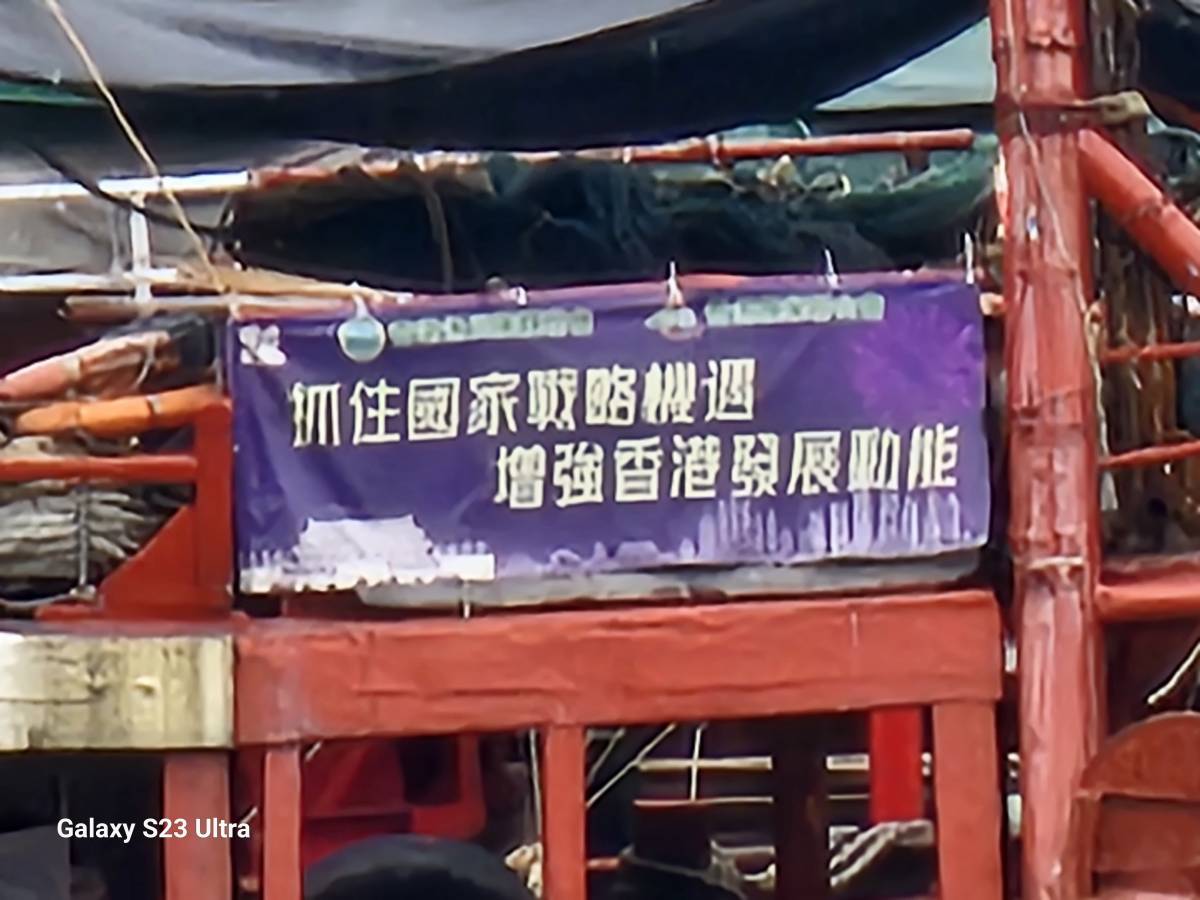 抓住國家戰略機遇
增強香港發展動能
Galaxy S23 Ultra